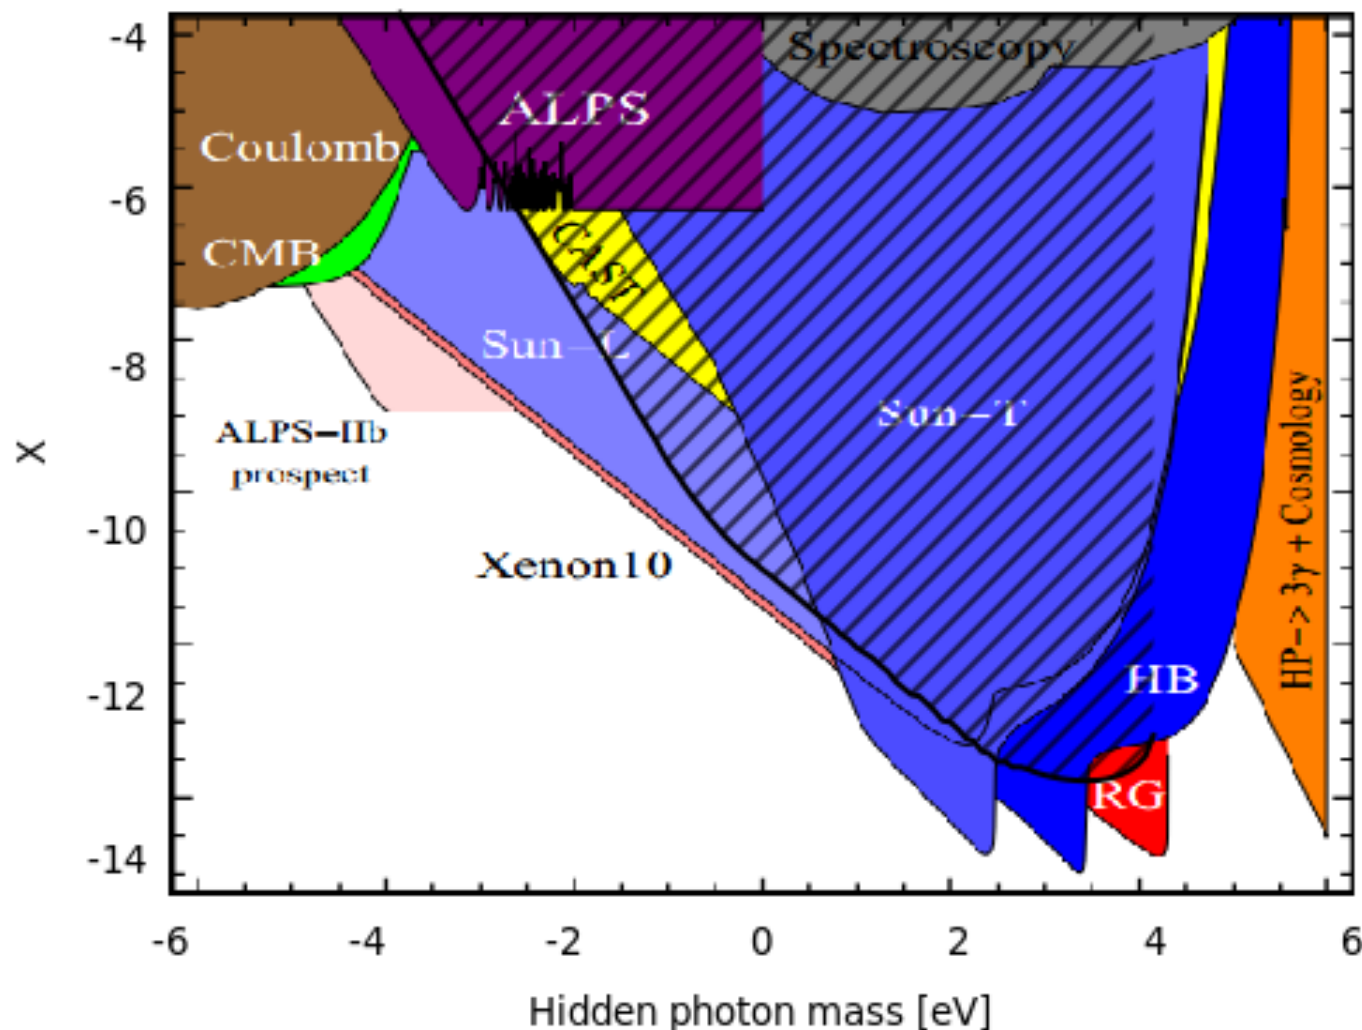 -4
-6
-8
-10
-12
-14
X
Spectroscopy
ALPS
Coulomb
CMB
CAST
Sun-L
Sun-T
ALPS-IIb
prospect
Xenon10
HB
RG
HP-> 3γ + Cosmology
-6 -4 -2 0 2 4 6
Hidden photon mass [eV]